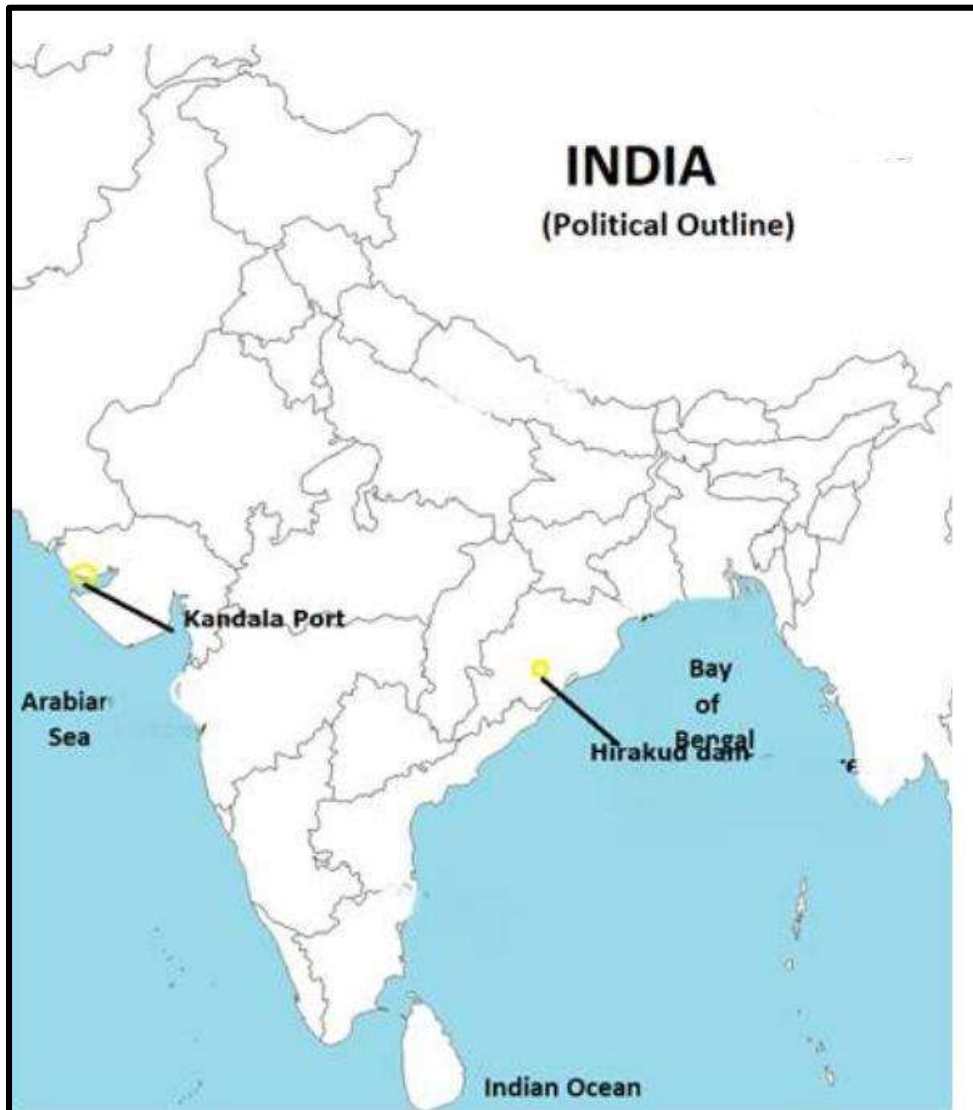 INDIA
(Political Outline)
Kandala Port
Arabian
Sea
Bay
of
Bengal
Hirakud dam
Indian Ocean